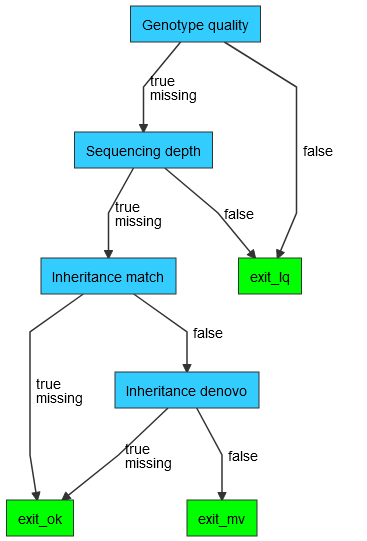 Genotype quality
true
missing
false
Sequencing depth
true
missing
false
Inheritance match
exit_lq
false
true
missing
Inheritance denovo
true
missing
false
exit_ok
exit_mv